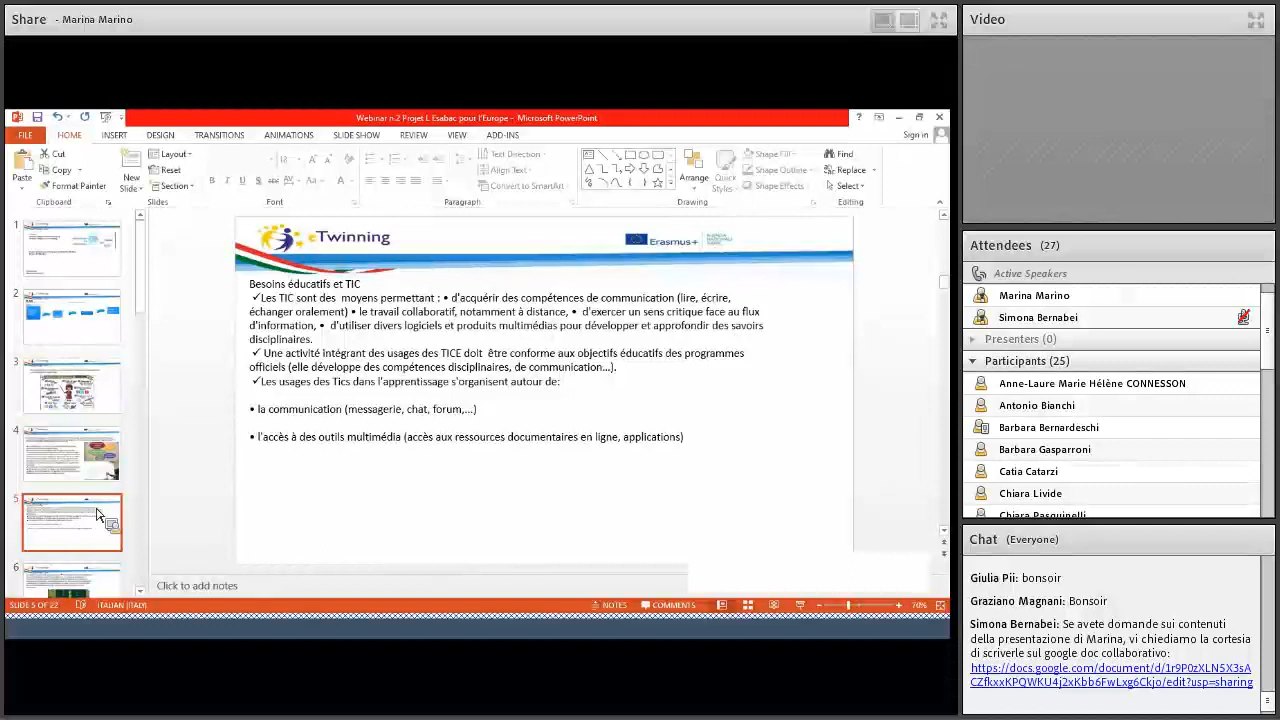 Share - Marina Marino
Video
Webinar n.2 Projet L Esabac pour l'Europe - Microsoft PowerPoint
FILE HOME INSERT DESIGN TRANSITIONS ANIMATIONS SLIDE SHOW REVIEW VIEW ADD-INS Sign in
Paste Cut Copy Format Painter New Slide Layout Reset Section Text Direction Align Text Convert to SmartArt Arrange Quick Styles Shape Fill Shape Outline Shape Effects Find Replace Select
Clipboard Slides Font Paragraph Drawing Editing
1
2
3
4
5
6
eTwinning Erasmus+
Besoins éducatifs et TIC
✓Les TIC sont des moyens permettant : • d'acquérir des compétences de communication (lire, écrire,
échanger oralement) • le travail collaboratif, notamment à distance, • d'exercer un sens critique face au flux
d'information, • d'utiliser divers logiciels et produits multimédias pour développer et approfondir des savoirs
disciplinaires.
✓ Une activité intégrant des usages des TICE doit être conforme aux objectifs éducatifs des programmes
officiels (elle développe des compétences disciplinaires, de communication...).
✓Les usages des Tics dans l'apprentissage s'organisent autour de:
• la communication (messagerie, chat, forum,...)
• l'accès à des outils multimédia (accès aux ressources documentaires en ligne, applications)
Click to add notes
SLIDE 5 OF 22 ITALIAN (ITALY) NOTES COMMENTS 70%
Attendees (27)
Active Speakers
Marina Marino
Simona Bernabei
Presenters (0)
Participants (25)
Anne-Laure Marie Hélène CONNESSON
Antonio Bianchi
Barbara Bernardeschi
Barbara Gasparroni
Catia Catarzi
Chiara Livide
Chiara Pasquinelli
Chat (Everyone)
Giulia Pii: bonsoir
Graziano Magnani: Bonsoir
Simona Bernabei: Se avete domande sui contenuti
della presentazione di Marina, vi chiediamo la cortesia
di scriverle sul google doc collaborativo:
https://docs.google.com/document/d/1r9P0zXLN5X3sA
CZfkxxKPQWKU4j2xKbb6FwLxg6Ckjo/edit?usp=sharing